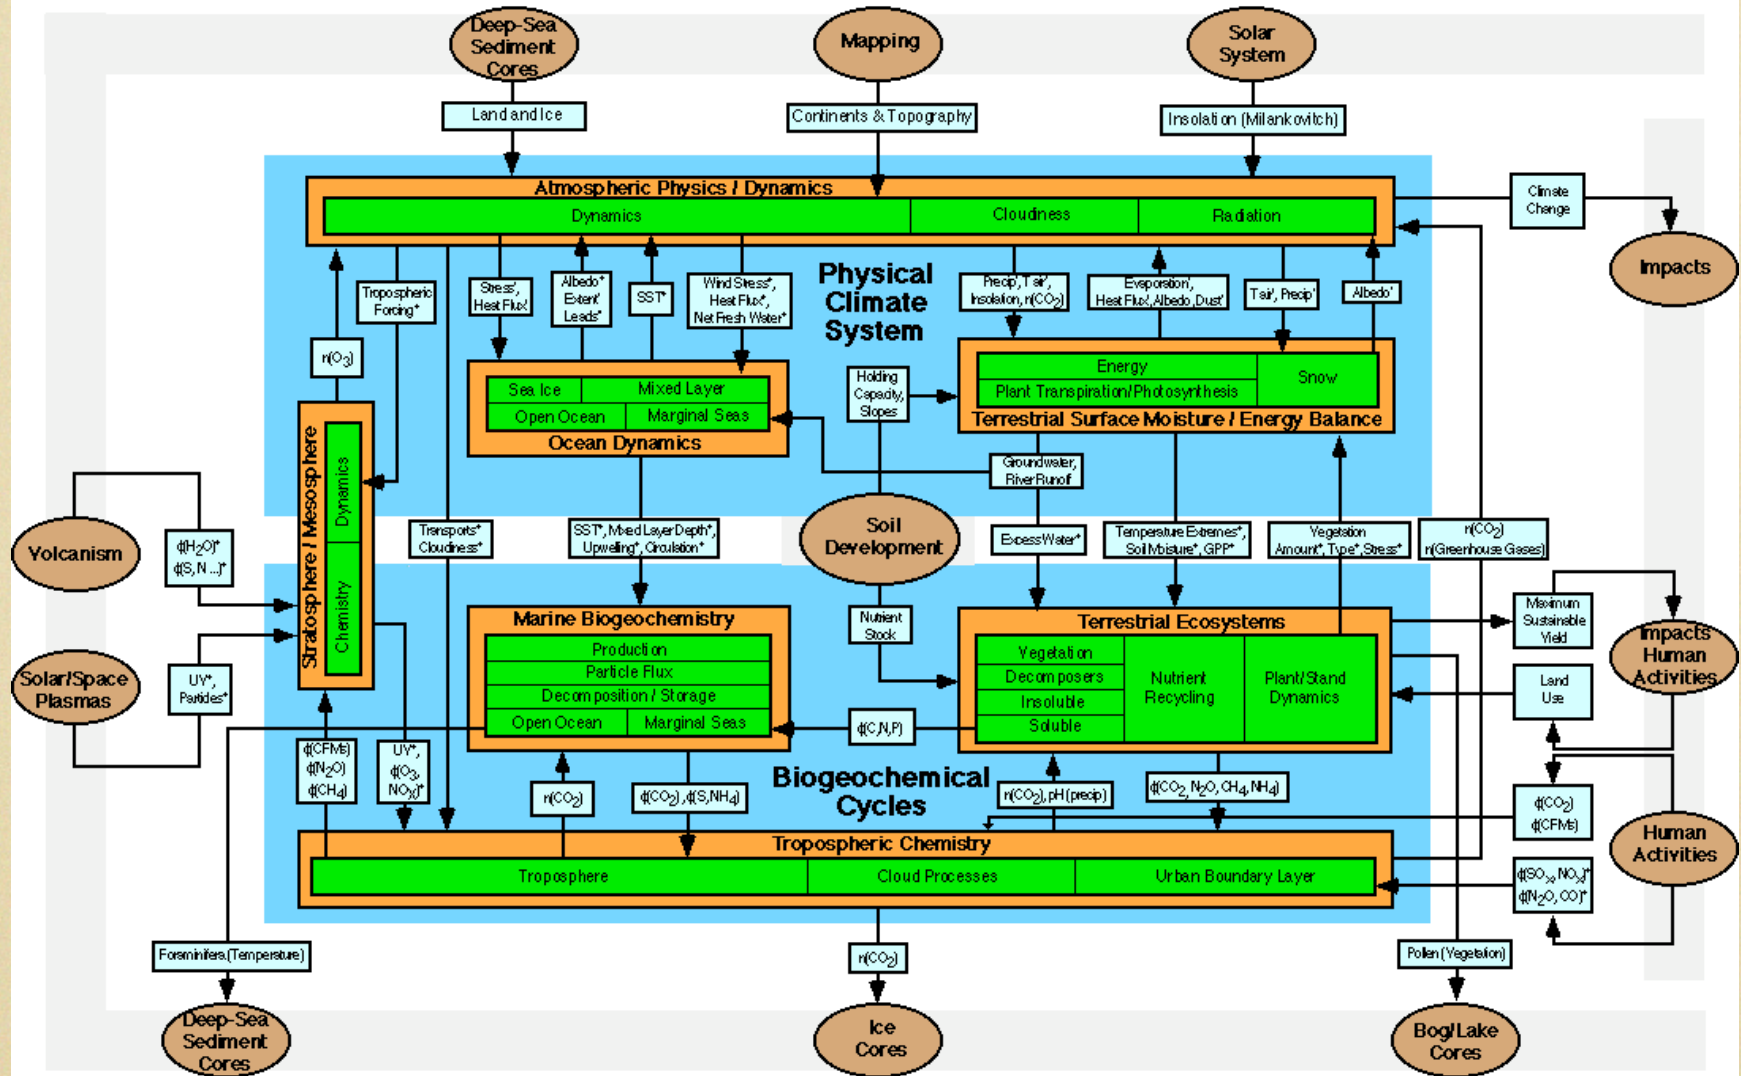 Deep-Sea
Sediment
Cores
Mapping
Solar
System
Land and Ice
Continents & Topography
Insolation (Milankovitch)
Atmospheric Physics / Dynamics
Dynamics
Cloudiness
Radiation
Climate
Change
Impacts
Physical
Climate
System
Tropospheric
Forcing*
Stress',
Heat Flux'
Albedo*
Extent'
Leads*
SST*
Wind Stress*,
Heat Flux*,
Net Fresh Water*
Precip', Tair',
Insolation, n(CO2)
Evaporation',
Heat Flux', Albedo, Dust'
Tair', Precip'
Albedo'
n(O3)
Sea Ice
Mixed Layer
Open Ocean
Marginal Seas
Ocean Dynamics
Holding
Capacity,
Slopes
Energy
Plant Transpiration/Photosynthesis
Snow
Terrestrial Surface Moisture / Energy Balance
Groundwater,
River Runoff
Stratosphere / Mesosphere
Dynamics
Chemistry
Volcanism
ϕ(H2O)*
ϕ(S, N ...)*
Solar/Space
Plasmas
UV*,
Particles*
Transports*
Cloudiness*
SST*, Mixed Layer Depth*,
Upwelling*, Circulation*
Soil
Development
Excess Water*
Temperature Extremes*,
Soil Moisture*, GPP*
Vegetation
Amount*, Type*, Stress*
n(CO2)
n(Greenhouse Gases)
Marine Biogeochemistry
Production
Particle Flux
Decomposition / Storage
Open Ocean
Marginal Seas
Nutrient
Stock
Terrestrial Ecosystems
Vegetation
Decomposers
Insoluble
Soluble
Nutrient
Recycling
Plant/Stand
Dynamics
Maximum
Sustainable
Yield
Impacts
Human
Activities
Land
Use
ϕ(C,N,P)
Biogeochemical
Cycles
ϕ(CFMs)
ϕ(N2O)
ϕ(CH4)
UV*,
ϕ(O3,
NOX)*
n(CO2)
ϕ(CO2), ϕ(S,NH4)
n(CO2), pH (precip)
ϕ(CO2, N2O, CH4, NH4)
ϕ(CO2)
ϕ(CFMs)
Human
Activities
ϕ(SOx, NOx)*
ϕ(N2O, CO)*
Tropospheric Chemistry
Troposphere
Cloud Processes
Urban Boundary Layer
Foraminifera (Temperature)
n(CO2)
Pollen (Vegetation)
Deep-Sea
Sediment
Cores
Ice
Cores
Bog/Lake
Cores